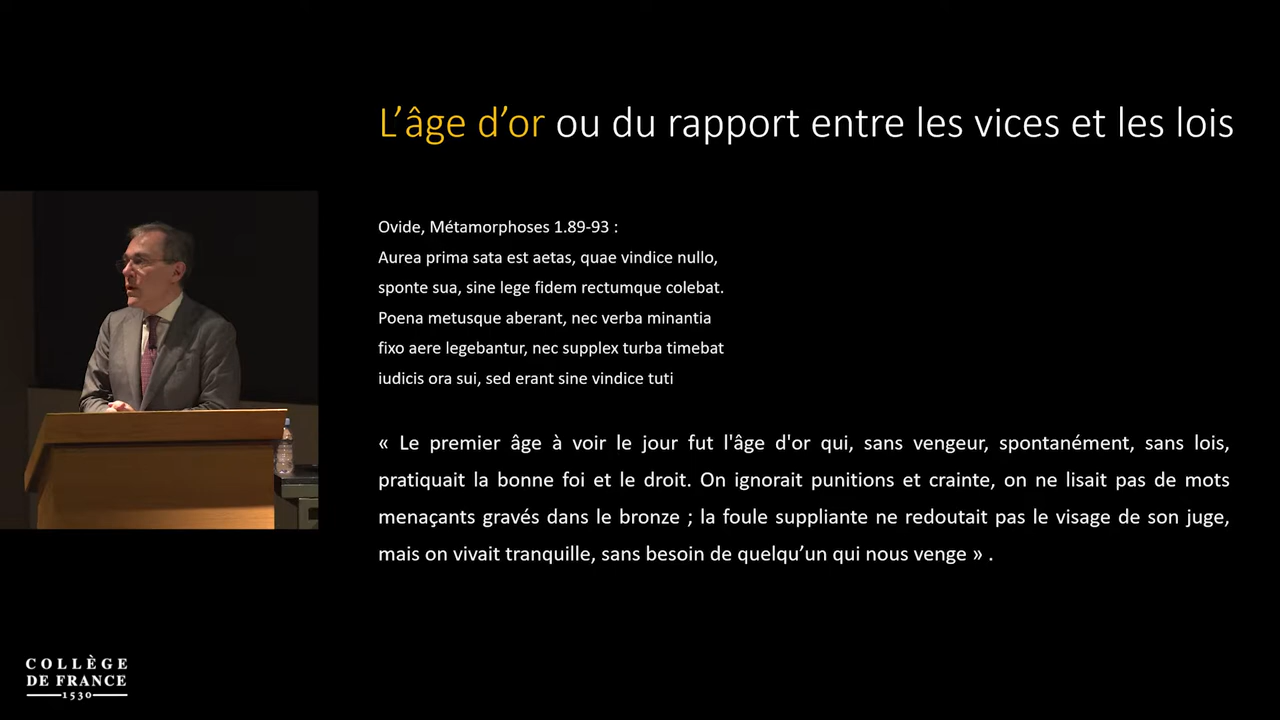 L’âge d’or ou du rapport entre les vices et les lois
Ovide, Métamorphoses 1.89-93 :
Aurea prima sata est aetas, quae vindice nullo,
sponte sua, sine lege fidem rectumque colebat.
Poena metusque aberant, nec verba minantia
fixo aere legebantur, nec supplex turba timebat
iudicis ora sui, sed erant sine vindice tuti
« Le premier âge à voir le jour fut l'âge d'or qui, sans vengeur, spontanément, sans lois,
pratiquait la bonne foi et le droit. On ignorait punitions et crainte, on ne lisait pas de mots
menaçants gravés dans le bronze ; la foule suppliante ne redoutait pas le visage de son juge,
mais on vivait tranquille, sans besoin de quelqu’un qui nous venge » .
COLLÈGE
DE FRANCE
1530